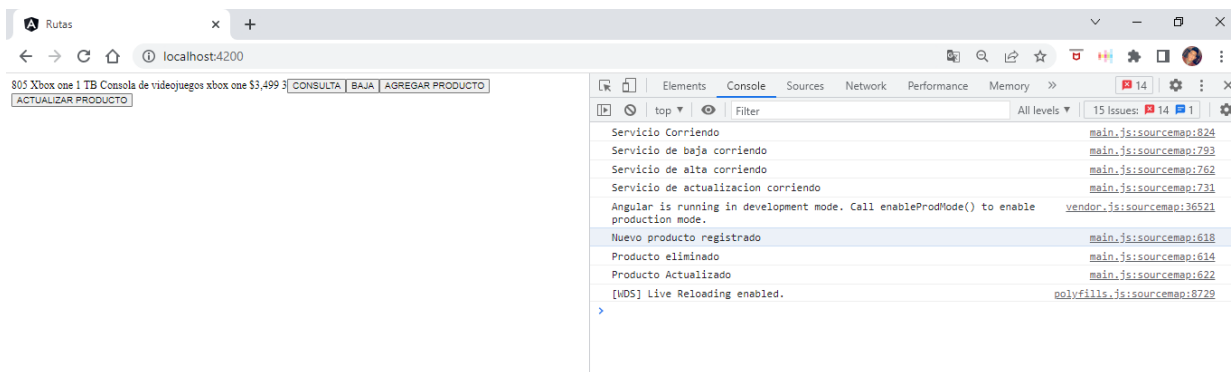 Rutas
localhost:4200
805 Xbox one 1 TB Consola de videojuegos xbox one $3,499 3 CONSULTA BAJA AGREGAR PRODUCTO
ACTUALIZAR PRODUCTO
Elements Console Sources Network Performance Memory » 14
top ▼ Filter All levels ▼ 15 Issues: 14 1
Servicio Corriendo main.js:sourcemap:824
Servicio de baja corriendo main.js:sourcemap:793
Servicio de alta corriendo main.js:sourcemap:762
Servicio de actualizacion corriendo main.js:sourcemap:731
Angular is running in development mode. Call enableProdMode() to enable vendor.js:sourcemap:36521
production mode.
Nuevo producto registrado main.js:sourcemap:618
Producto eliminado main.js:sourcemap:614
Producto Actualizado main.js:sourcemap:622
[WDS] Live Reloading enabled. polyfills.js:sourcemap:8729